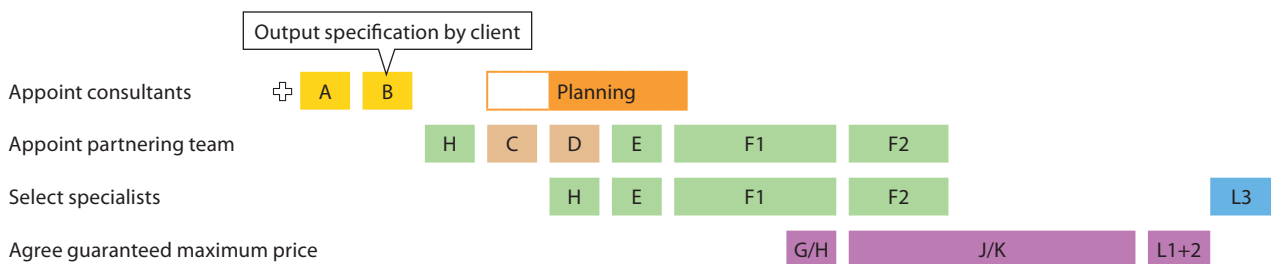 Output specification by client
Appoint consultants A B Planning
Appoint partnering team H C D E F1 F2
Select specialists H E F1 F2 L3
Agree guaranteed maximum price G/H J/K L1+2